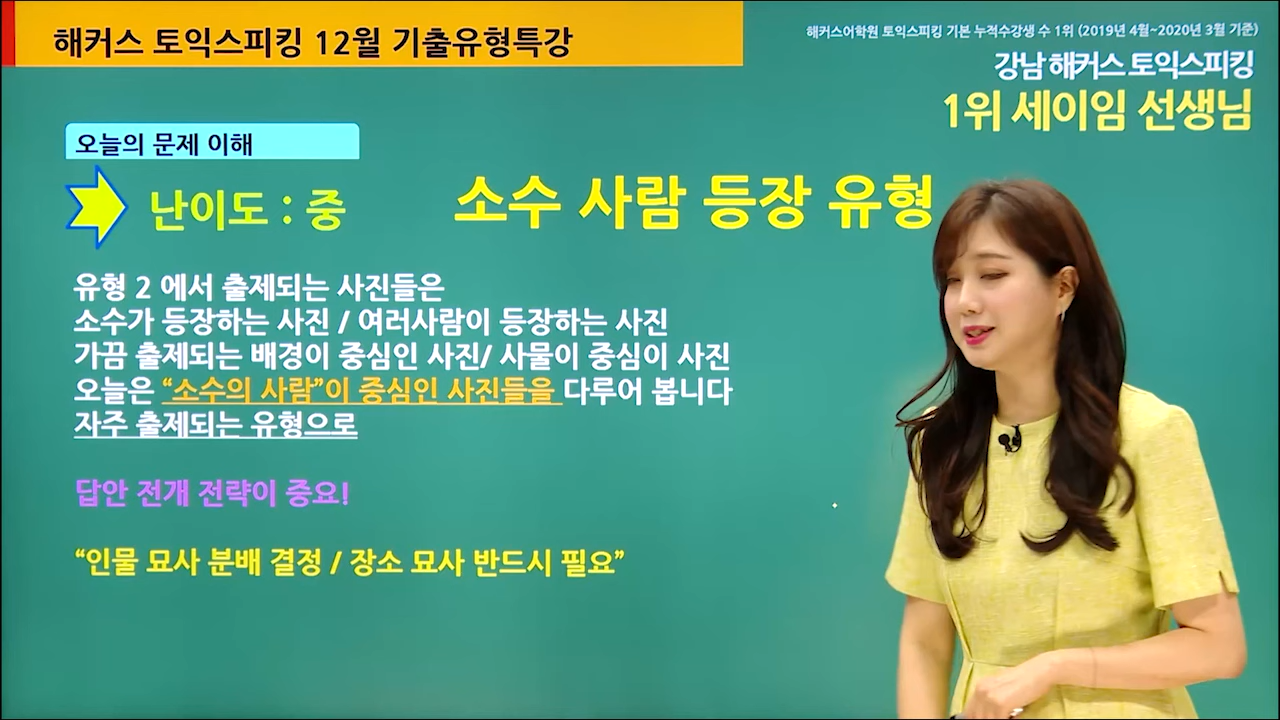 해커스 토익스피킹 12월 기출유형특강
해커스어학원 토익스피킹 기본 누적수강생 수 1위 (2019년 4월~2020년 3월 기준)
강남 해커스 토익스피킹
1위 세이임 선생님
오늘의 문제 이해
난이도 : 중
소수 사람 등장 유형
유형 2 에서 출제되는 사진들은
소수가 등장하는 사진 / 여러사람이 등장하는 사진
가끔 출제되는 배경이 중심인 사진/ 사물이 중심이 사진
오늘은 “소수의 사람”이 중심인 사진들을 다루어 봅니다
자주 출제되는 유형으로
답안 전개 전략이 중요!
“인물 묘사 분배 결정 / 장소 묘사 반드시 필요”